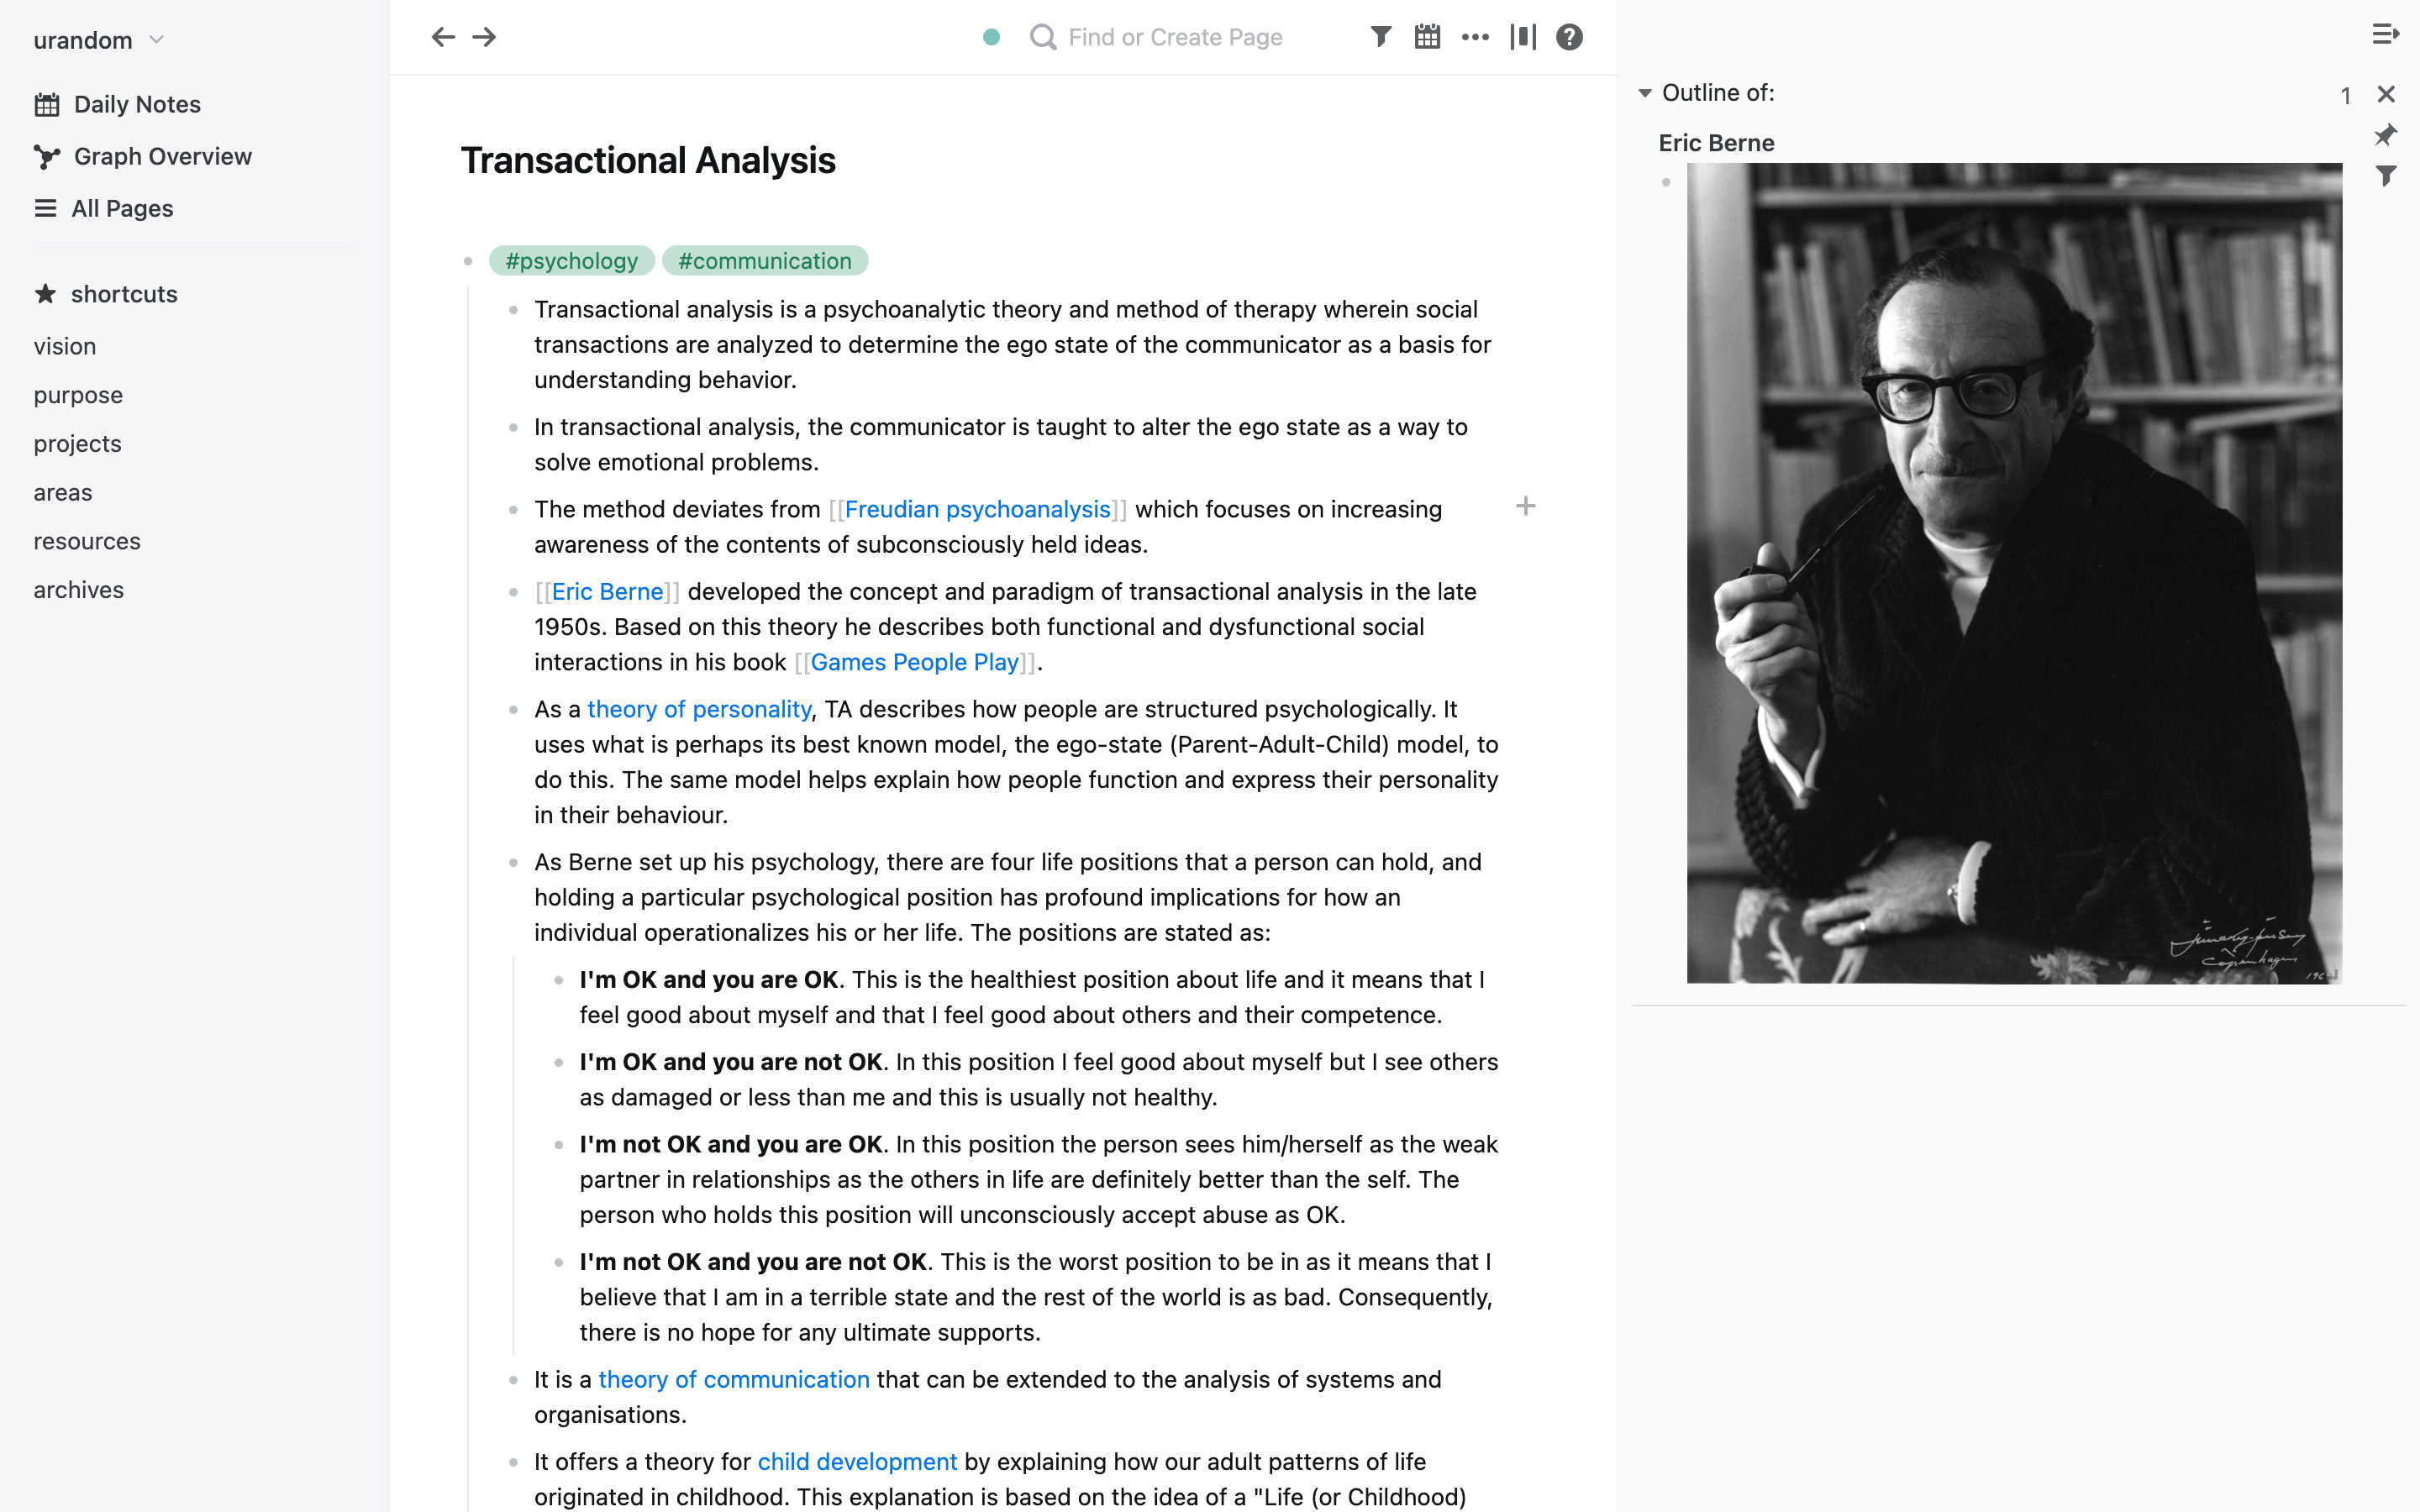 urandom
Daily Notes
Graph Overview
All Pages
shortcuts
vision
purpose
projects
areas
resources
archives
Find or Create Page
Transactional Analysis
#psychology #communication
Transactional analysis is a psychoanalytic theory and method of therapy wherein social
transactions are analyzed to determine the ego state of the communicator as a basis for
understanding behavior.
In transactional analysis, the communicator is taught to alter the ego state as a way to
solve emotional problems.
The method deviates from [[Freudian psychoanalysis]] which focuses on increasing
awareness of the contents of subconsciously held ideas.
[[Eric Berne]] developed the concept and paradigm of transactional analysis in the late
1950s. Based on this theory he describes both functional and dysfunctional social
interactions in his book [[Games People Play]].
As a theory of personality, TA describes how people are structured psychologically. It
uses what is perhaps its best known model, the ego-state (Parent-Adult-Child) model, to
do this. The same model helps explain how people function and express their personality
in their behaviour.
As Berne set up his psychology, there are four life positions that a person can hold, and
holding a particular psychological position has profound implications for how an
individual operationalizes his or her life. The positions are stated as:
I'm OK and you are OK. This is the healthiest position about life and it means that I
feel good about myself and that I feel good about others and their competence.
I'm OK and you are not OK. In this position I feel good about myself but I see others
as damaged or less than me and this is usually not healthy.
I'm not OK and you are OK. In this position the person sees him/herself as the weak
partner in relationships as the others in life are definitely better than the self. The
person who holds this position will unconsciously accept abuse as OK.
I'm not OK and you are not OK. This is the worst position to be in as it means that I
believe that I am in a terrible state and the rest of the world is as bad. Consequently,
there is no hope for any ultimate supports.
It is a theory of communication that can be extended to the analysis of systems and
organisations.
It offers a theory for child development by explaining how our adult patterns of life
originated in childhood. This explanation is based on the idea of a "Life (or Childhood)
Outline of:
1
Eric Berne
Copenhagen